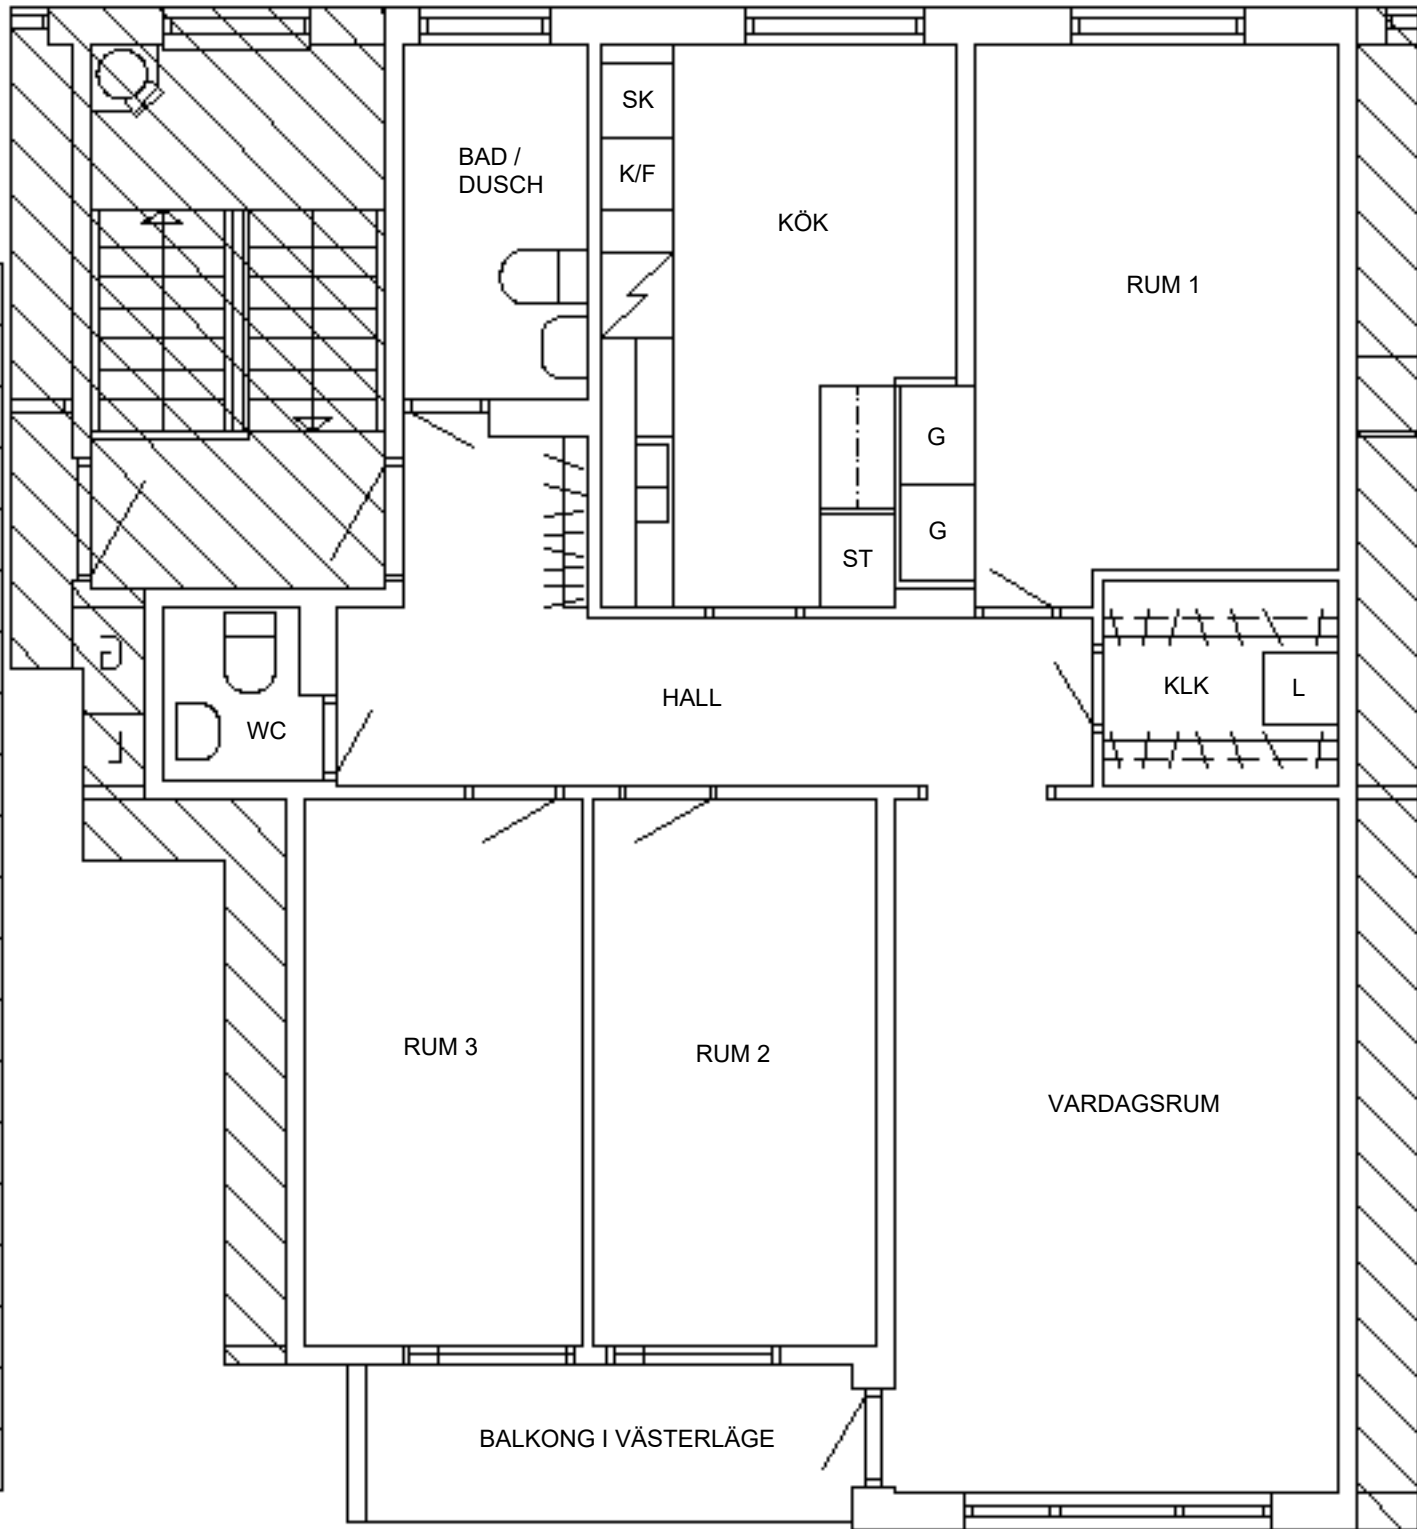 SK
BAD /
DUSCH
K/F
KÖK
RUM 1
G
G
ST
G
KLK
L
HALL
WC
L
RUM 3
RUM 2
VARDAGSRUM
BALKONG I VÄSTERLÄGE